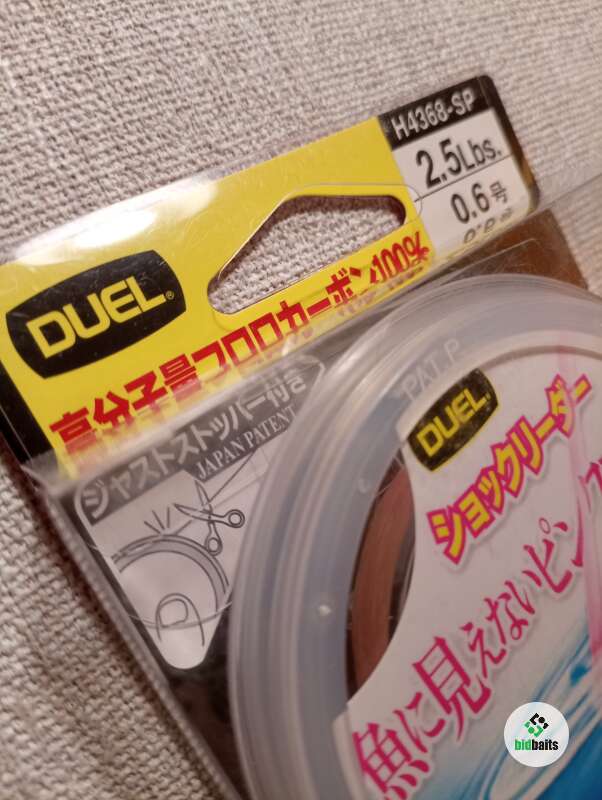 H4368-SP
2.5Lbs.
0.6号
DUEL®
高分子量フロロカーボン100%
ジャストストッパー付き
JAPAN PATENT
PAT.P
DUEL
ショックリーダー
魚に見えないピン
bidbaits